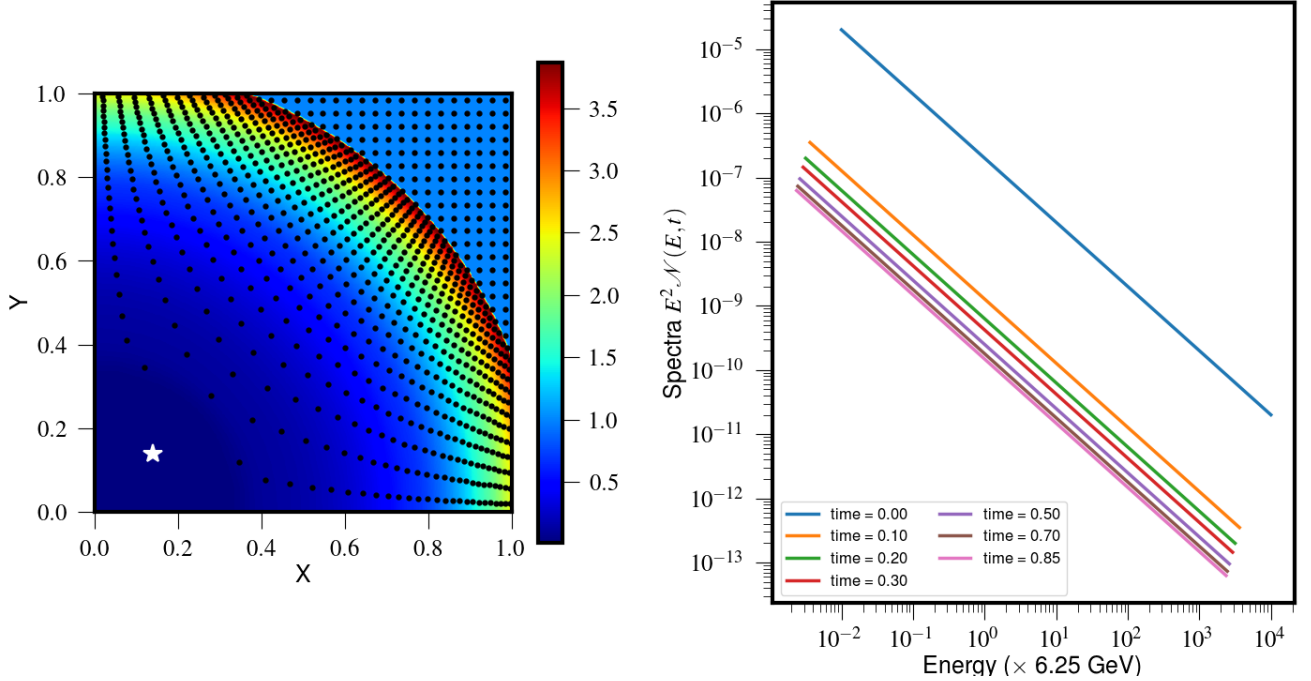 1.0
0.8
0.6
0.4
0.2
0.0
Y
0.0 0.2 0.4 0.6 0.8 1.0
X
3.5
3.0
2.5
2.0
1.5
1.0
0.5
Spectra E² 𝒩 (E, t)
10⁻⁵
10⁻⁶
10⁻⁷
10⁻⁸
10⁻⁹
10⁻¹⁰
10⁻¹¹
10⁻¹²
10⁻¹³
time = 0.00 time = 0.50
time = 0.10 time = 0.70
time = 0.20 time = 0.85
time = 0.30
10⁻² 10⁻¹ 10⁰ 10¹ 10² 10³ 10⁴
Energy (× 6.25 GeV)